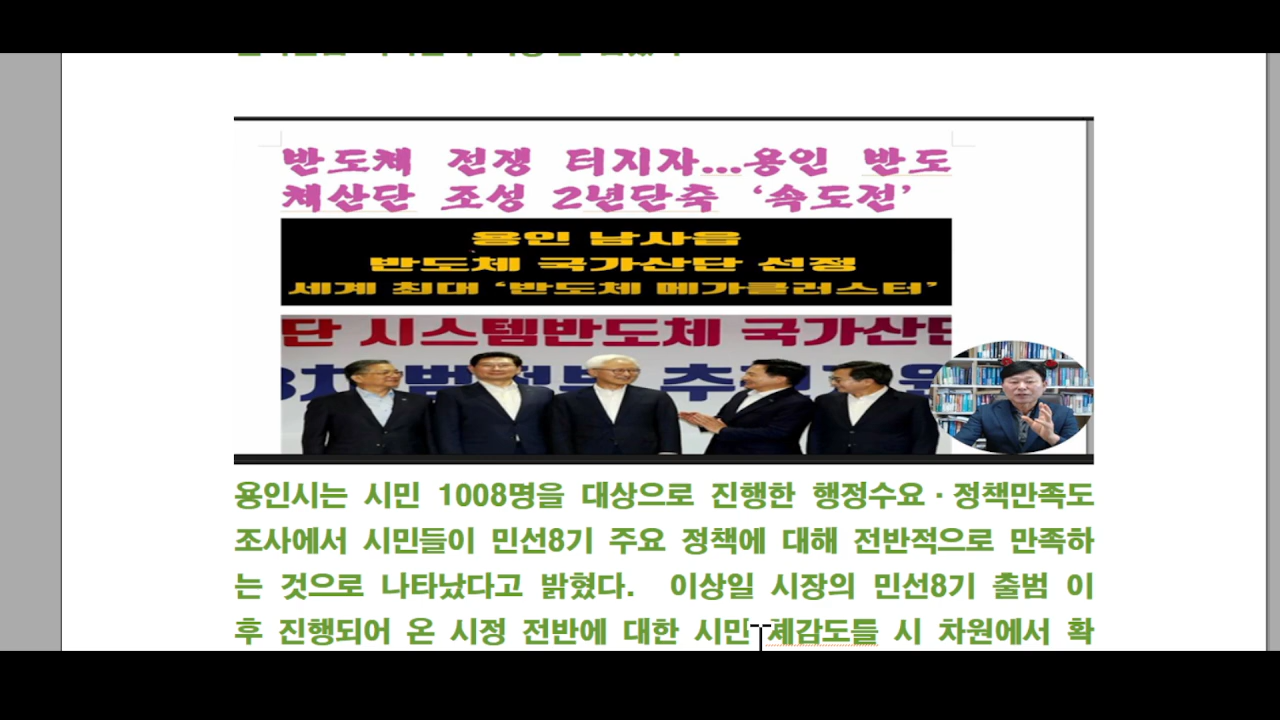 반도체 전쟁 터지자...용인 반도
체산단 조성 2년단축 ‘속도전’
용인 남사읍
반도체 국가산단 선정
세계 최대 ‘반도체 메가클러스터’
단 시스템반도체 국가산단
범정부 추진지원
용인시는 시민 1008명을 대상으로 진행한 행정수요·정책만족도
조사에서 시민들이 민선8기 주요 정책에 대해 전반적으로 만족하
는 것으로 나타났다고 밝혔다. 이상일 시장의 민선8기 출범 이
후 진행되어 온 시정 전반에 대한 시민 체감도를 시 차원에서 확